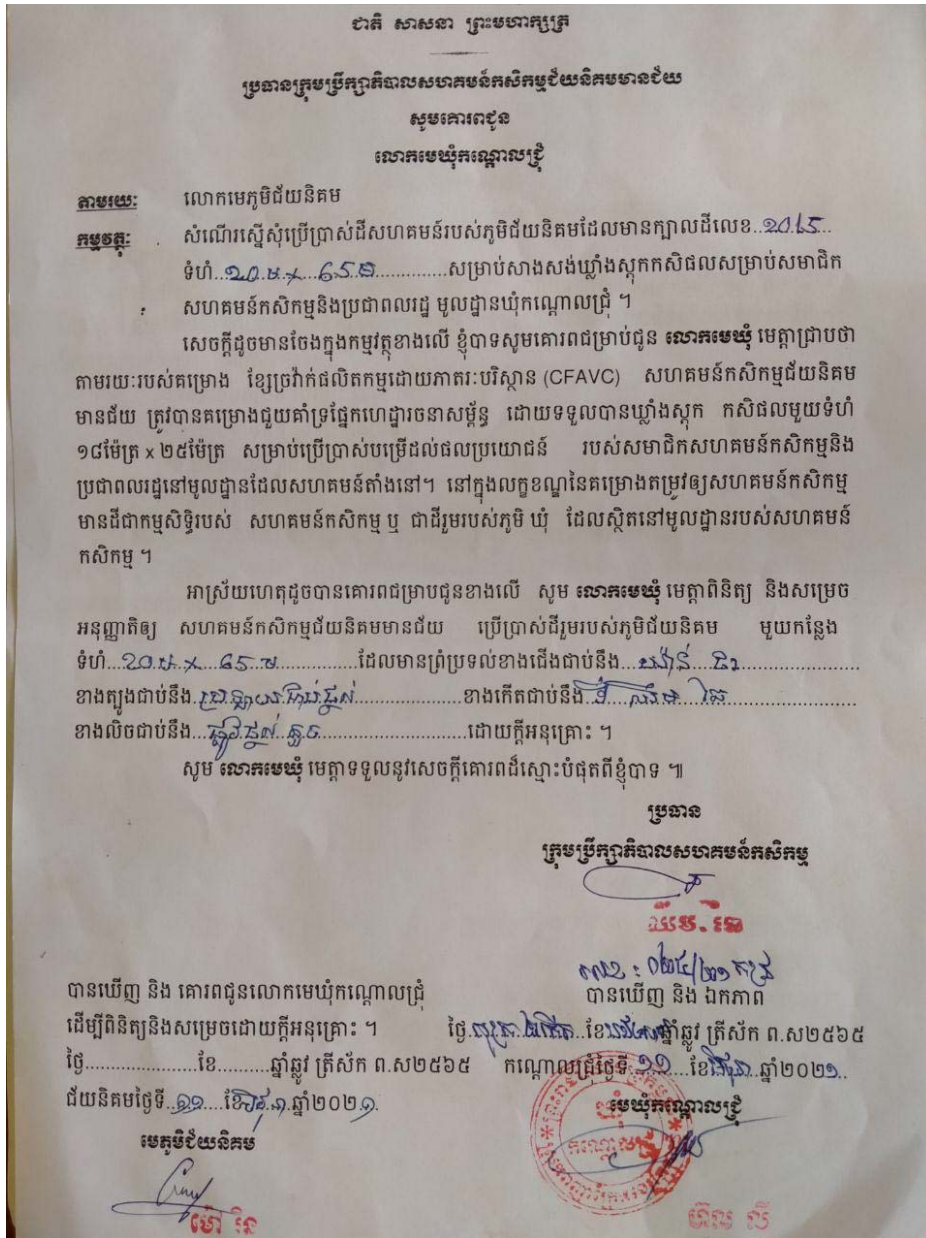 ជាតិ សាសនា ព្រះមហាក្សត្រ
ប្រធានក្រុមប្រឹក្សាភិបាលសហគមន៍កសិកម្មជ័យនិគមមានជ័យ
សូមគោរពជូន
លោកមេឃុំកណ្តោលជ្រុំ
តាមរយៈ: លោកមេភូមិជ័យនិគម
កម្មវត្ថុ: សំណើរស្នើសុំប្រើប្រាស់ដីសហគមន៍របស់ភូមិជ័យនិគមដែលមានក្បាលដីលេខ..
ទំហំ..២០ម x ៦៥ម..............សម្រាប់សាងសង់ឃ្លាំងស្តុកកសិផលសម្រាប់សមាជិក
សហគមន៍កសិកម្មនិងប្រជាពលរដ្ឋ មូលដ្ឋានឃុំកណ្តោលជ្រុំ ។
សេចក្តីដូចមានចែងក្នុងកម្មវត្ថុខាងលើ ខ្ញុំបាទសូមគោរពជម្រាប់ជូន លោកមេឃុំ មេត្តាជ្រាបថា
តាមរយៈរបស់គម្រោង ខ្សែច្រវ៉ាក់ផលិតកម្មដោយភាតរៈបរិស្ថាន (CFAVC) សហគមន៍កសិកម្មជ័យនិគម
មានជ័យ ត្រូវបានគម្រោងជួយគាំទ្រផ្នែកហេដ្ឋារចនាសម្ព័ន្ធ ដោយទទួលបានឃ្លាំងស្តុក កសិផលមួយទំហំ
១៨ម៉ែត្រ x ២៥ម៉ែត្រ សម្រាប់ប្រើប្រាស់បម្រើដល់ផលប្រយោជន៍ របស់សមាជិកសហគមន៍កសិកម្មនិង
ប្រជាពលរដ្ឋនៅមូលដ្ឋានដែលសហគមន៍តាំងនៅ។ នៅក្នុងលក្ខខណ្ឌនៃគម្រោងតម្រូវឲ្យសហគមន៍កសិកម្ម
មានដីជាកម្មសិទ្ធិរបស់ សហគមន៍កសិកម្ម ឬ ជាដីរួមរបស់ភូមិ ឃុំ ដែលស្ថិតនៅមូលដ្ឋានរបស់សហគមន៍
កសិកម្ម ។
អាស្រ័យហេតុដូចបានគោរពជម្រាបជូនខាងលើ សូម លោកមេឃុំ មេត្តាពិនិត្យ និងសម្រេច
អនុញ្ញាតិឲ្យ សហគមន៍កសិកម្មជ័យនិគមមានជ័យ ប្រើប្រាស់ដីរួមរបស់ភូមិជ័យនិគម មួយកន្លែង
ទំហំ...២០ម x ៦៥ម..............ដែលមានព្រំប្រទល់ខាងជើងជាប់នឹង..
ខាងត្បូងជាប់នឹង....................ខាងកើតជាប់នឹង..
ខាងលិចជាប់នឹង...ផ្លូវ..............................ដោយក្តីអនុគ្រោះ ។
សូម លោកមេឃុំ មេត្តាទទួលនូវសេចក្តីគោរពដ៏ស្មោះបំផុតពីខ្ញុំបាទ ៕
ប្រធាន
ក្រុមប្រឹក្សាភិបាលសហគមន៍កសិកម្ម
បានឃើញ និង គោរពជូនលោកមេឃុំកណ្តោលជ្រុំ
ដើម្បីពិនិត្យនិងសម្រេចដោយក្តីអនុគ្រោះ ។
ថ្ងៃ....................ខែ..........ឆ្នាំឆ្លូវ ត្រីស័ក ព.ស២៥៦៥
ជ័យនិគមថ្ងៃទី..១១....ខែមិថុនា.ឆ្នាំ២០២១.
មេភូមិជ័យនិគម
ម៉ៅ រិន
បានឃើញ និង ឯកភាព
ថ្ងៃ.សុក្រ ២កើត..ខែ ឆ្នាំឆ្លូវ ត្រីស័ក ព.ស២៥៦៥
កណ្តោលជ្រុំថ្ងៃទី.១១...ខែមិថុនា..ឆ្នាំ២០២១..
មេឃុំកណ្តោលជ្រុំ